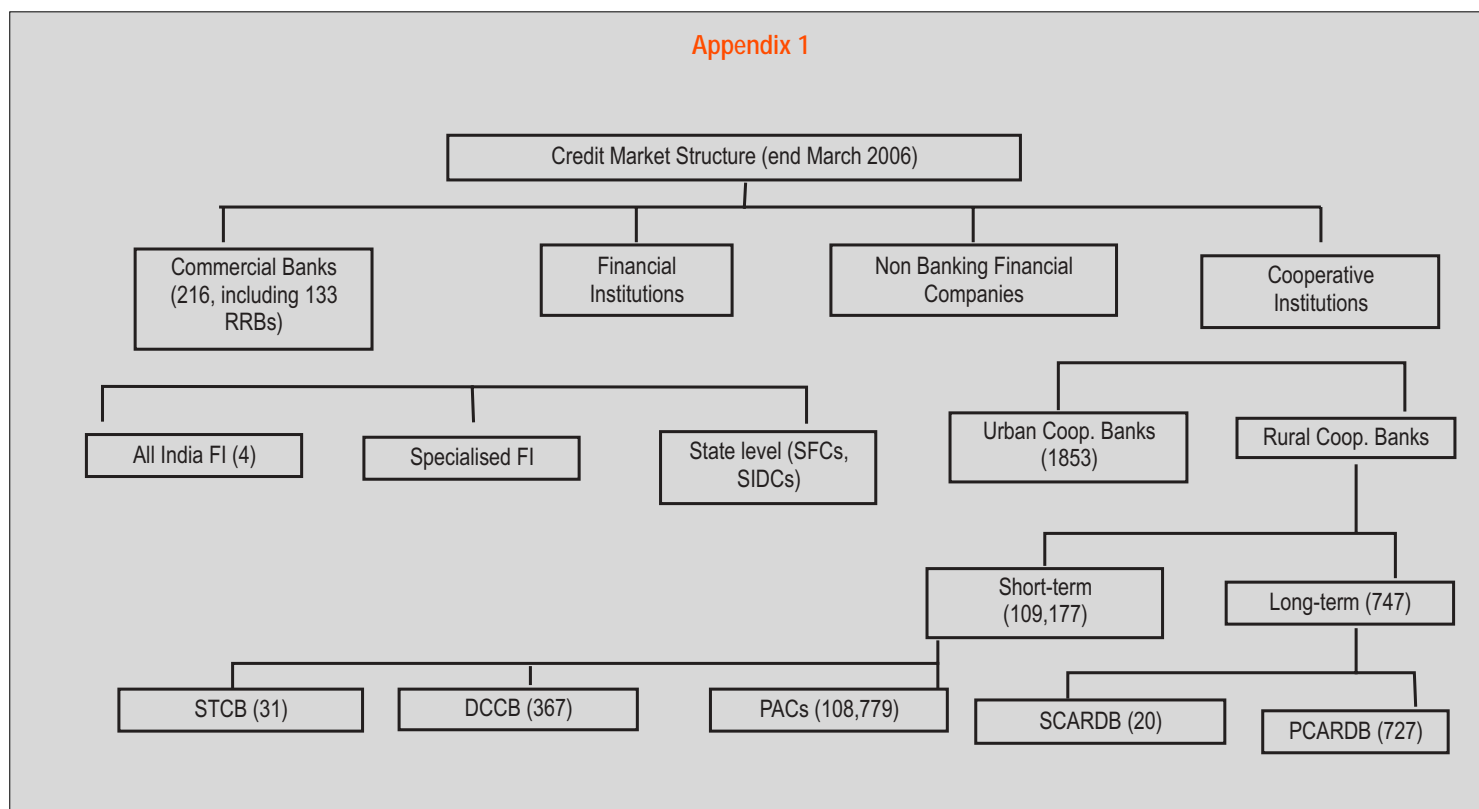 Appendix 1
Credit Market Structure (end March 2006)
Commercial Banks
(216, including 133
RRBs)
Financial
Institutions
Non Banking Financial
Companies
Cooperative
Institutions
All India FI (4)
Specialised FI
State level (SFCs,
SIDCs)
Urban Coop. Banks
(1853)
Rural Coop. Banks
Short-term
(109,177)
Long-term (747)
STCB (31)
DCCB (367)
PACs (108,779)
SCARDB (20)
PCARDB (727)